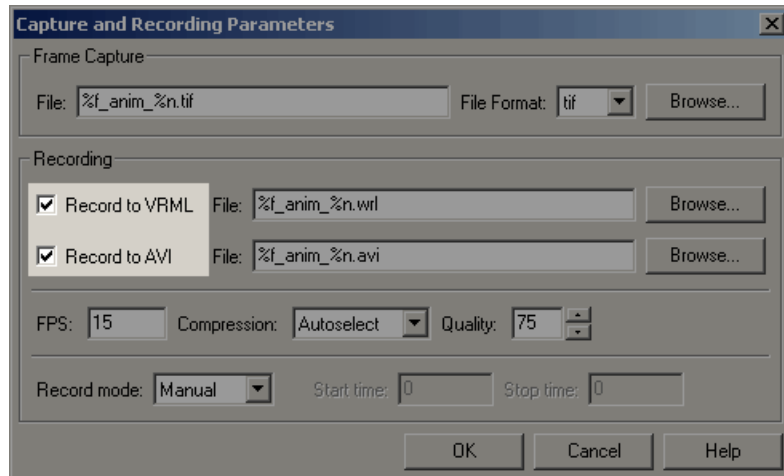 Capture and Recording Parameters
Frame Capture
File: %f_anim_%n.tif File Format: tif Browse...
Recording
Record to VRML File: %f_anim_%n.wrl Browse...
Record to AVI File: %f_anim_%n.avi Browse...
FPS: 15 Compression: Autoselect Quality: 75
Record mode: Manual Start time: 0 Stop time: 0
OK Cancel Help